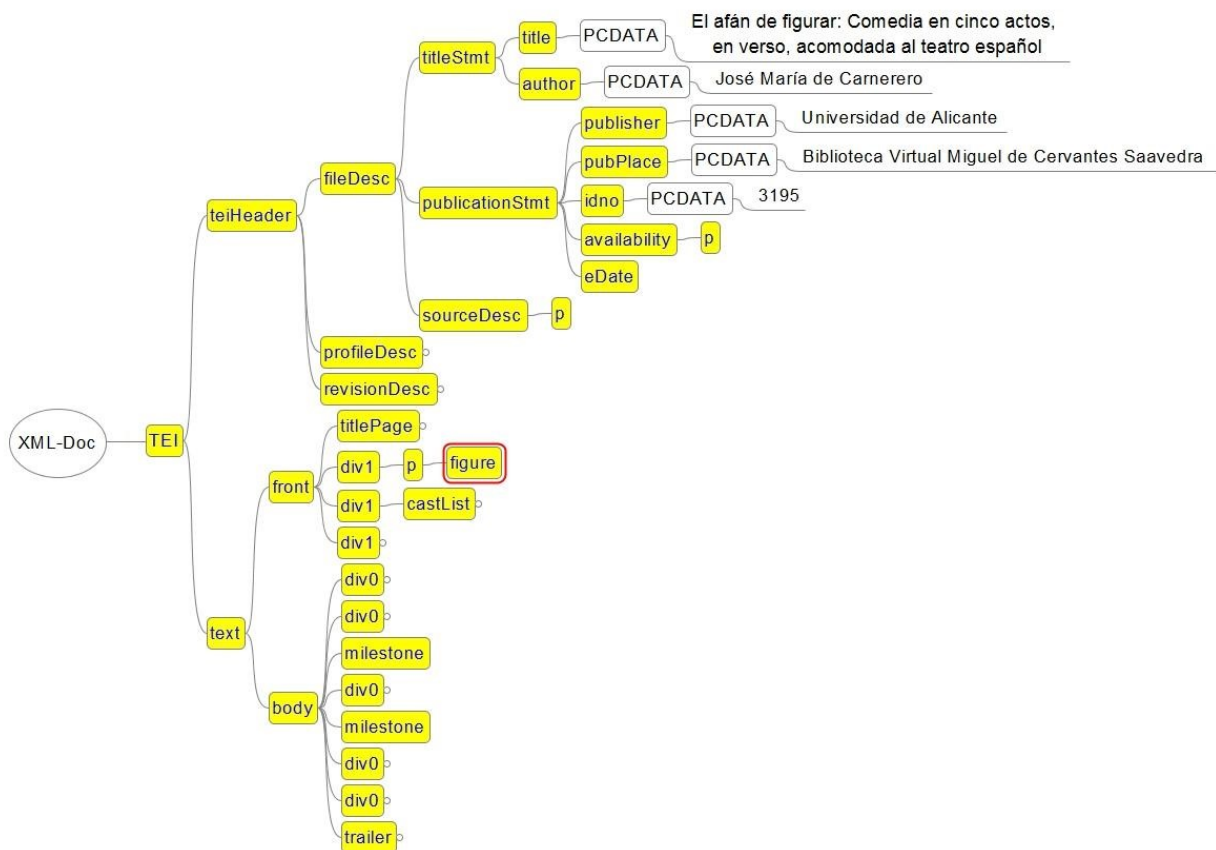 El afán de figurar: Comedia en cinco actos,
title PCDATA en verso, acomodada al teatro español
titleStmt
author PCDATA José María de Carnerero
publisher PCDATA Universidad de Alicante
pubPlace PCDATA Biblioteca Virtual Miguel de Cervantes Saavedra
fileDesc
publicationStmt idno PCDATA 3195
teiHeader
availability p
eDate
sourceDesc p
profileDesc
revisionDesc
titlePage
XML-Doc TEI
div1 p figure
front
div1 castList
div1
div0
div0
text
milestone
div0
body
milestone
div0
div0
trailer